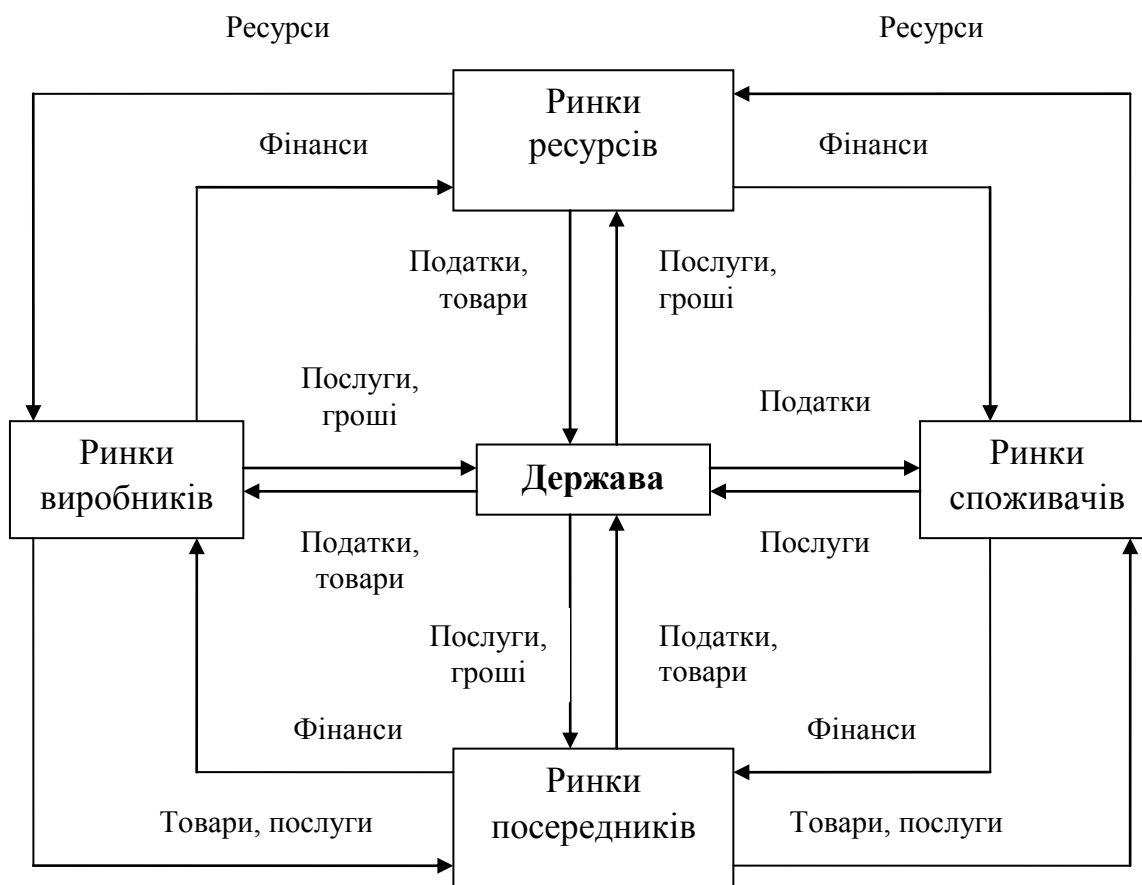 Ресурси
Ресурси
Ринки
ресурсів
Фінанси
Фінанси
Податки,
товари
Послуги,
гроші
Послуги,
гроші
Податки
Ринки
виробників
Держава
Ринки
споживачів
Податки,
товари
Послуги
Послуги,
гроші
Податки,
товари
Фінанси
Фінанси
Ринки
посередників
Товари, послуги
Товари, послуги